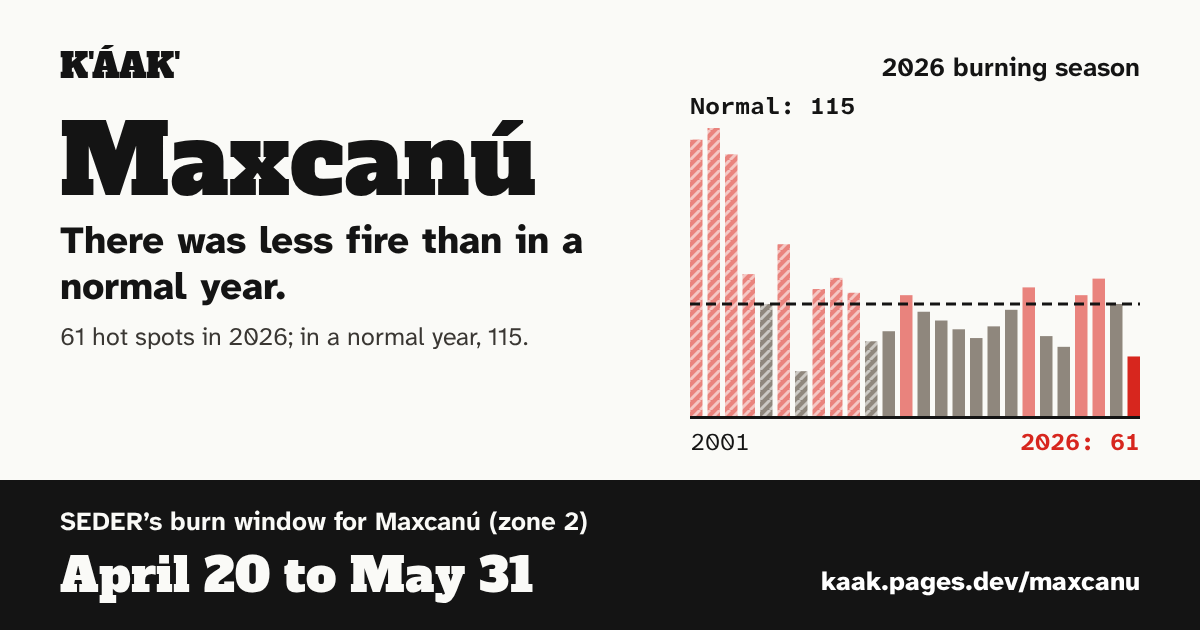 K'ÁAK'
Maxcanú
There was less fire than in a
normal year.
61 hot spots in 2026; in a normal year, 115.
2026 burning season
Normal: 115
2001
2026: 61
SEDER’s burn window for Maxcanú (zone 2)
April 20 to May 31
kaak.pages.dev/maxcanu